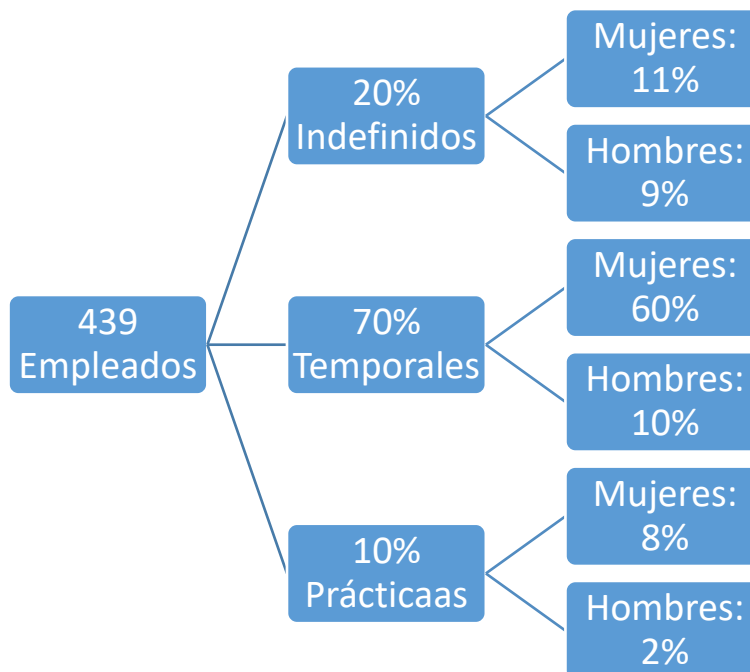 439
Empleados
20%
Indefinidos
Mujeres:
11%
Hombres:
9%
70%
Temporales
Mujeres:
60%
Hombres:
10%
10%
Prácticaas
Mujeres:
8%
Hombres:
2%